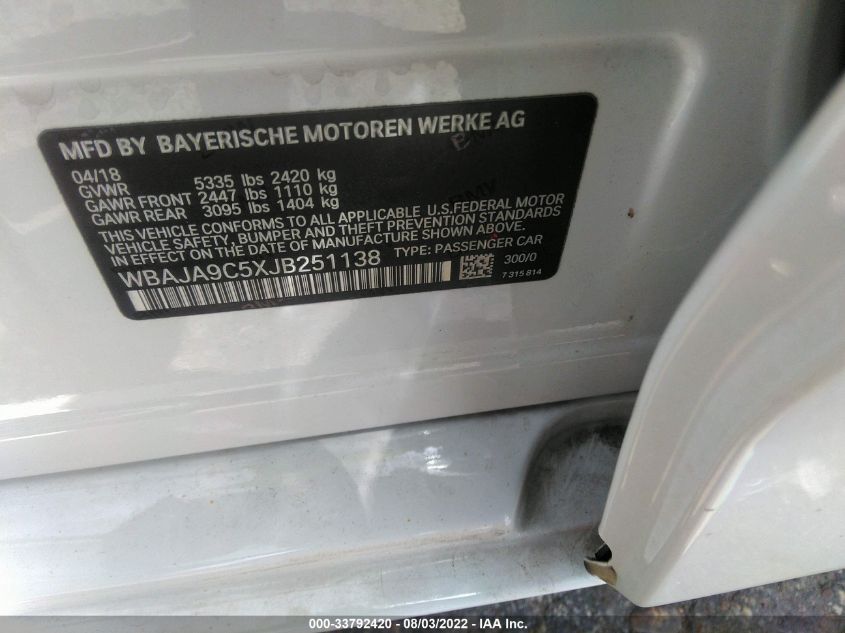 MFD BY BAYERISCHE MOTOREN WERKE AG
04/18
GVWR 5335 lbs 2420 kg
GAWR FRONT 2447 lbs 1110 kg
GAWR REAR 3095 lbs 1404 kg
THIS VEHICLE CONFORMS TO ALL APPLICABLE U.S.FEDERAL MOTOR
VEHICLE SAFETY, BUMPER AND THEFT PREVENTION STANDARDS
IN EFFECT ON THE DATE OF MANUFACTURE SHOWN ABOVE.
WBAJA9C5XJB251138 TYPE: PASSENGER CAR
300/0
7 315 814
000-33792420 - 08/03/2022 - IAA Inc.